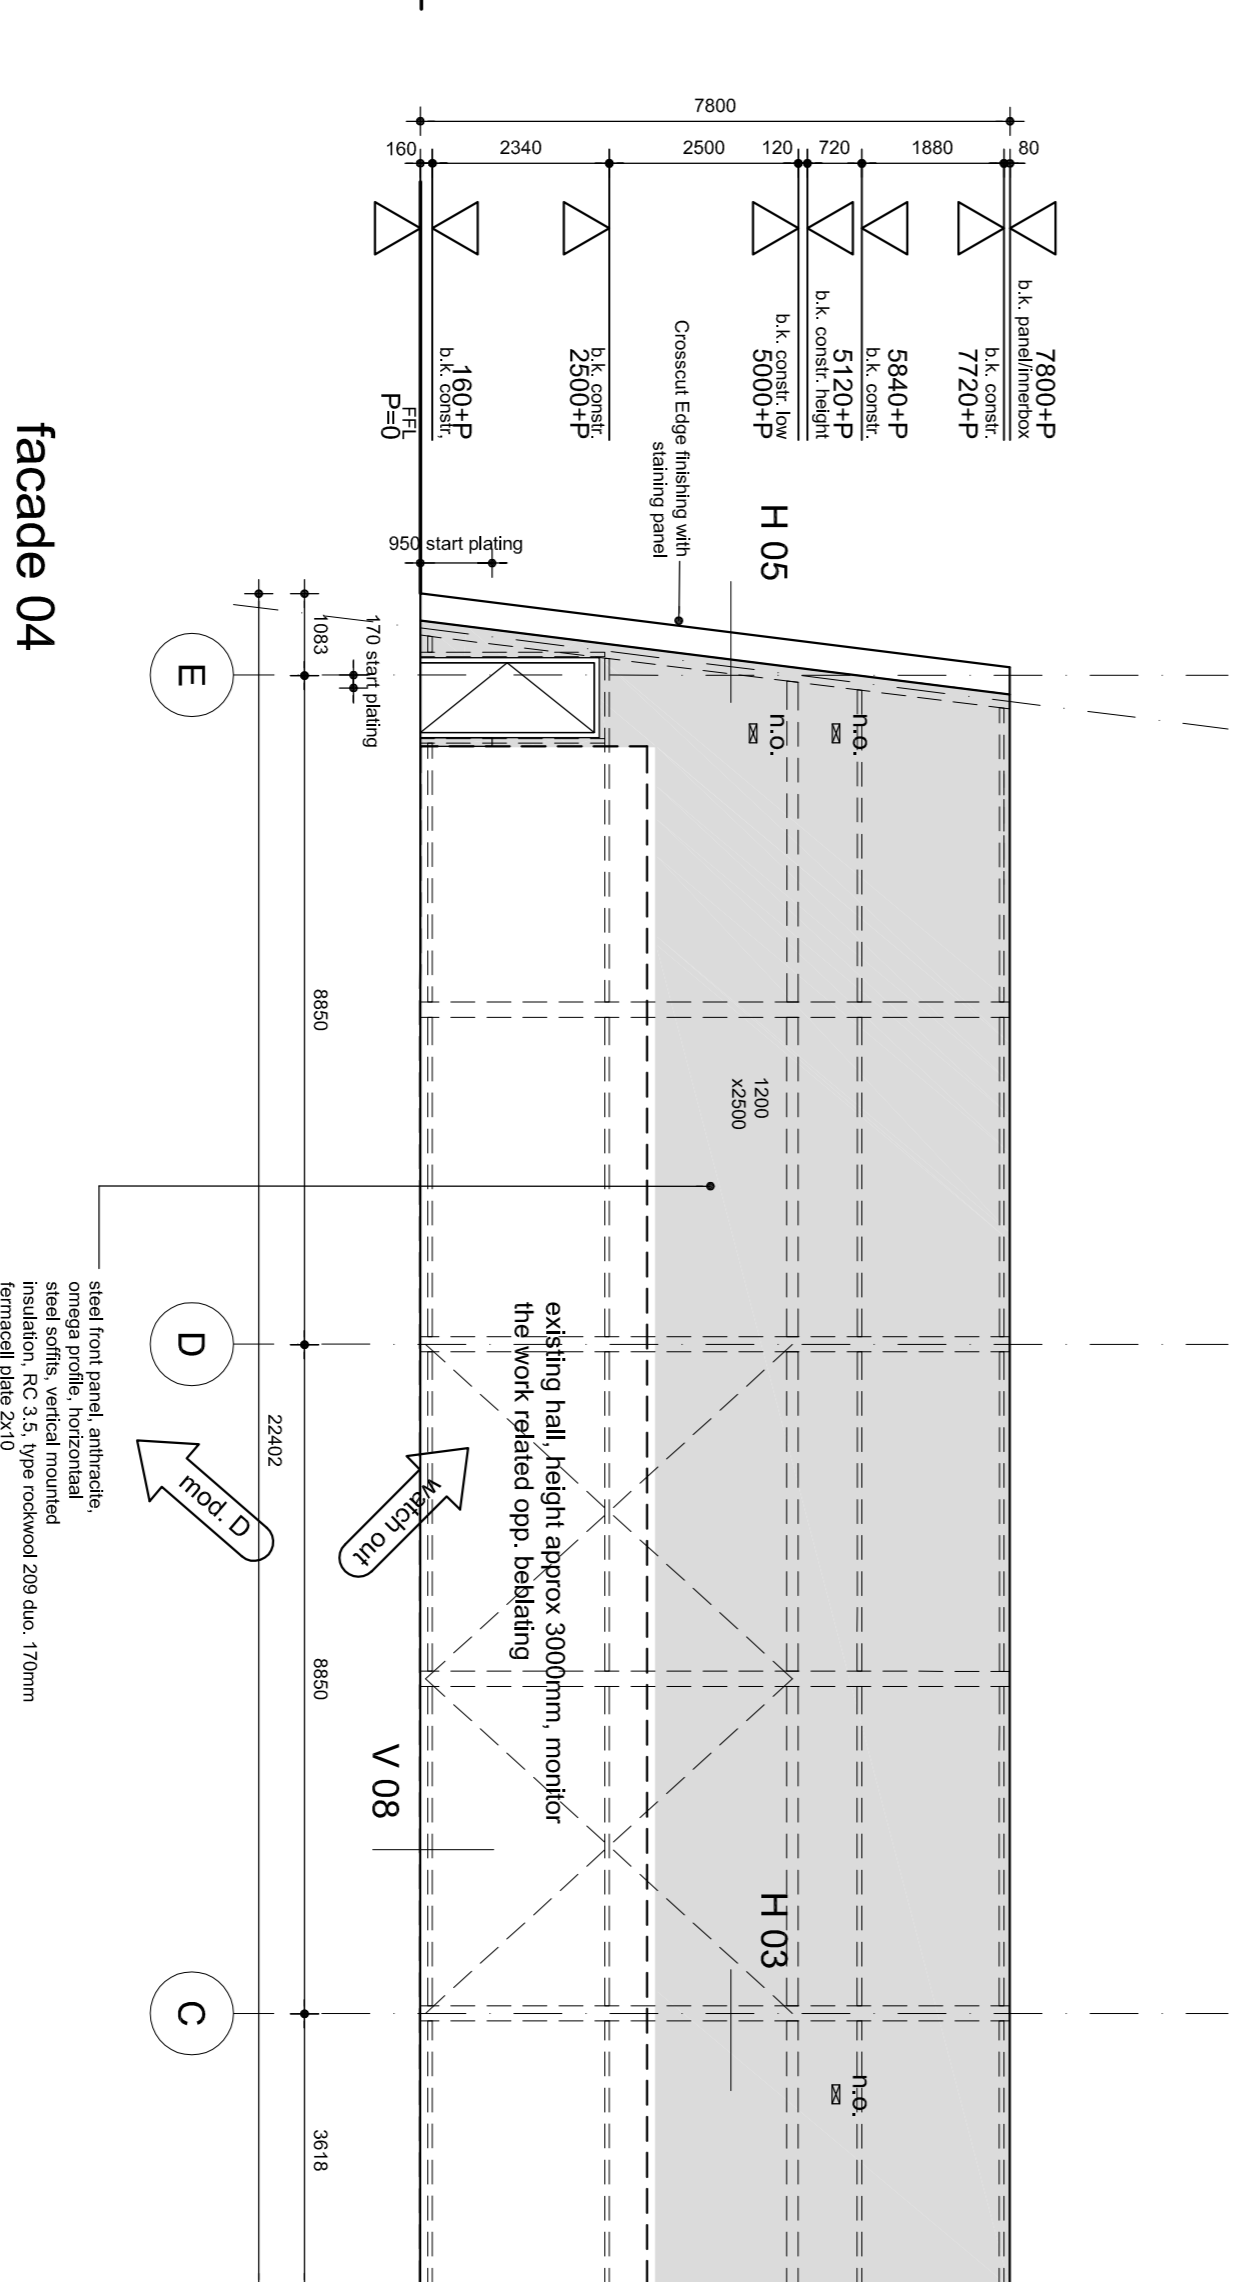 7800
160
2340
2500
120
720
1880
80
7800+P
b.k. panel/innerbox
b.k. constr.
7720+P
5840+P
b.k. constr.
5120+P
b.k. constr. height
b.k. constr. low
5000+P
b.k. constr.
2500+P
160+P
b.k. constr,
FFL
P=0
Crosscut Edge finishing with
staining panel
H 05
950 start plating
170 start plating
1083
E
n.o.
n.o.
8850
1200
x2500
D
22402
existing hall, height approx 3000mm, monitor
the work related opp. beblating
watch out
mod. D
steel front panel, anthracite,
omega profile, horizontaal
steel soffits, vertical mounted
insulation, RC 3.5, type rockwool 209 duo. 170mm
fermacell plate 2x10
8850
V 08
H 03
C
n.o.
3618
facade 04